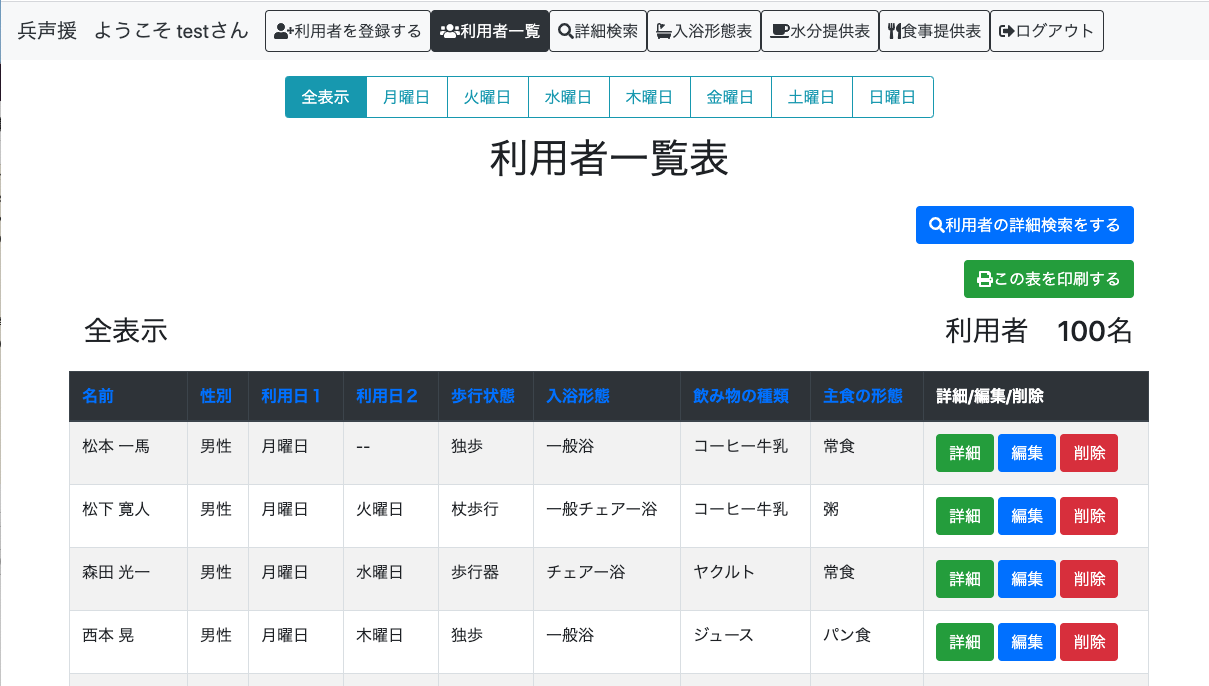 兵声援 ようこそ testさん 利用者を登録する 利用者一覧 詳細検索 入浴形態表 水分提供表 食事提供表 ログアウト
全表示 月曜日 火曜日 水曜日 木曜日 金曜日 土曜日 日曜日
利用者一覧表
利用者の詳細検索をする
この表を印刷する
全表示 利用者 100名
名前 性別 利用日1 利用日2 歩行状態 入浴形態 飲み物の種類 主食の形態 詳細/編集/削除
松本 一馬 男性 月曜日 -- 独歩 一般浴 コーヒー牛乳 常食 詳細 編集 削除
松下 寛人 男性 月曜日 火曜日 杖歩行 一般チェアー浴 コーヒー牛乳 粥 詳細 編集 削除
森田 光一 男性 月曜日 水曜日 歩行器 チェアー浴 ヤクルト 常食 詳細 編集 削除
西本 晃 男性 月曜日 木曜日 独歩 一般浴 ジュース パン食 詳細 編集 削除